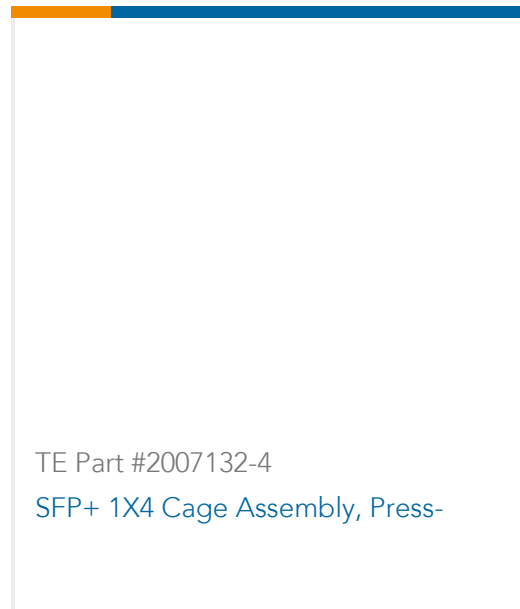 TE Part #2007132-4
SFP+ 1X4 Cage Assembly, Press-